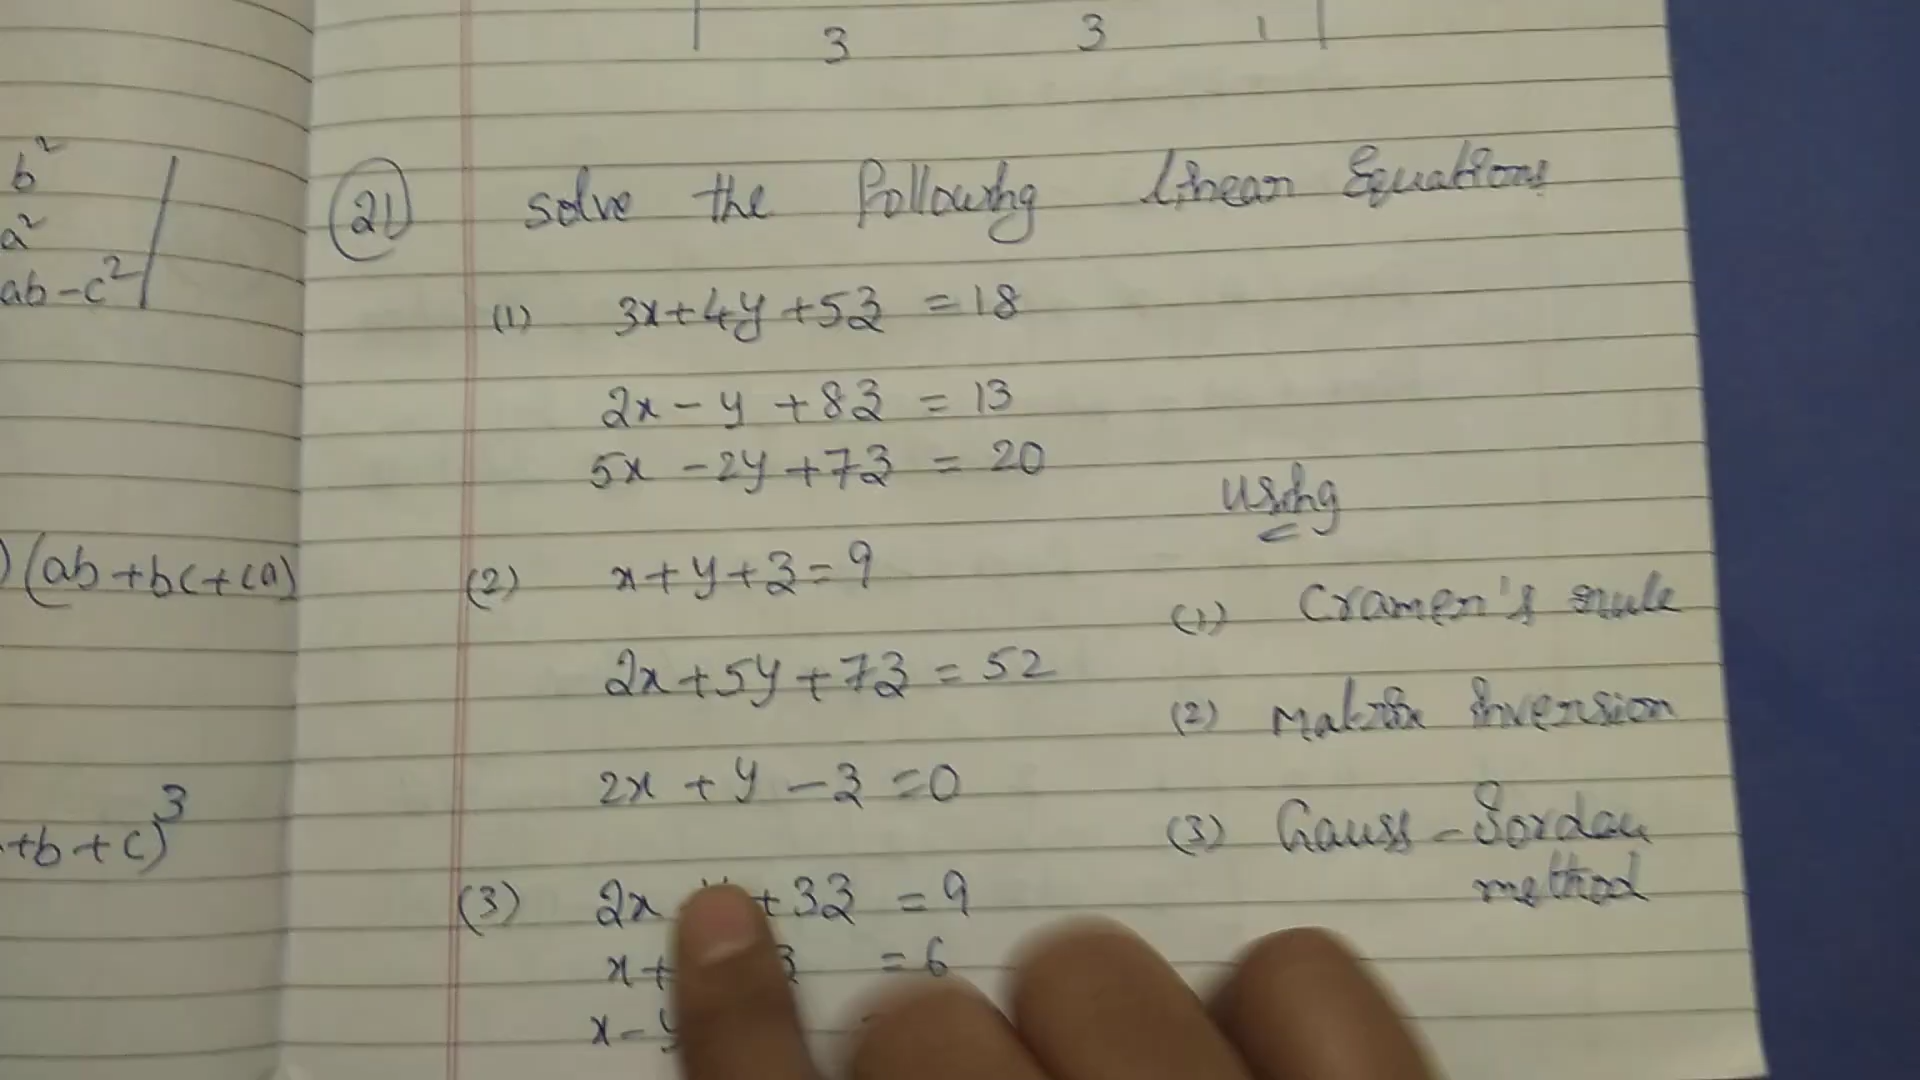 3 3 1
b²
a²
ab-c²
) (ab+bc+ca)
+b+c)³
(21) Solve the following linear Equations
(1) 3x+4y+5z = 18
2x-y+8z = 13
5x-2y+7z = 20
(2) x+y+z=9
2x+5y+7z = 52
2x+y-z=0
(3) 2x +3z = 9
x+ z = 6
x-y
using
(1) Cramer's rule
(2) Matrix inversion
(3) Gauss-Jordan
method